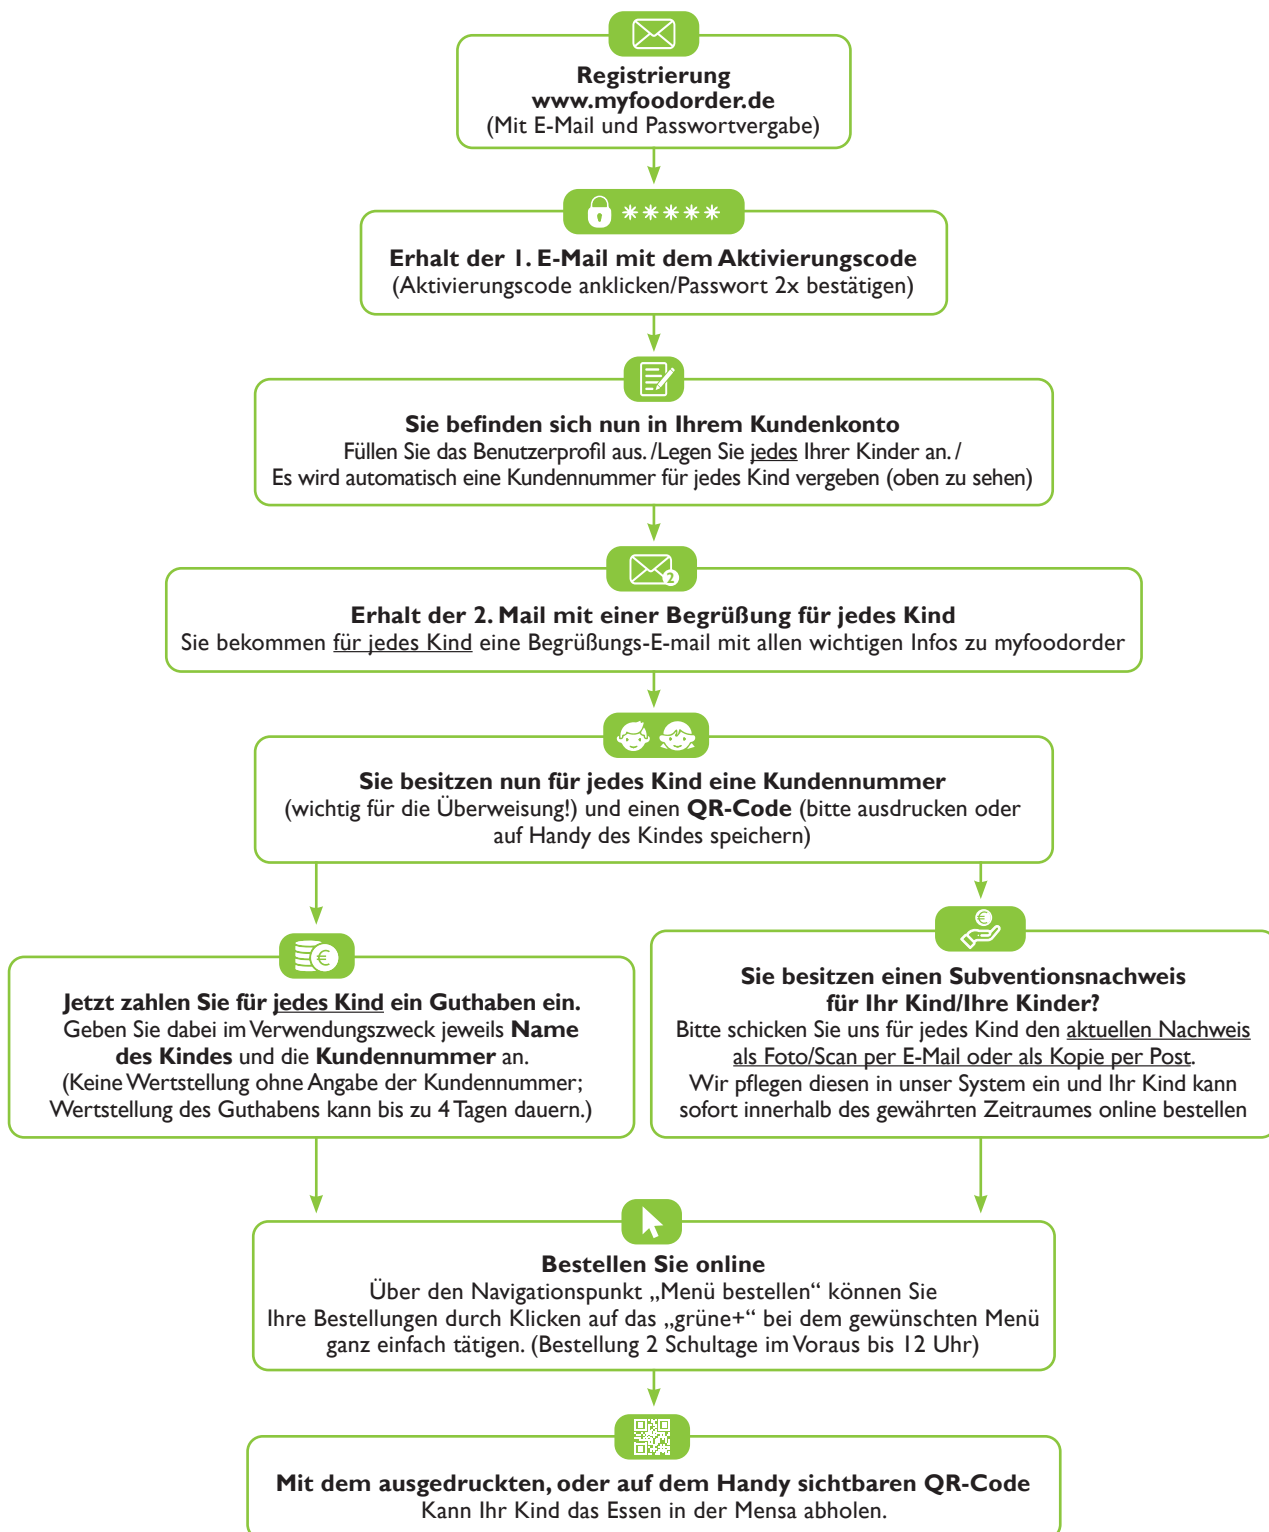 Registrierung
www.myfoodorder.de
(Mit E-Mail und Passwortvergabe)
*****
Erhalt der 1. E-Mail mit dem Aktivierungscode
(Aktivierungscode anklicken/Passwort 2x bestätigen)
Sie befinden sich nun in Ihrem Kundenkonto
Füllen Sie das Benutzerprofil aus. /Legen Sie jedes Ihrer Kinder an. /
Es wird automatisch eine Kundennummer für jedes Kind vergeben (oben zu sehen)
2
Erhalt der 2. Mail mit einer Begrüßung für jedes Kind
Sie bekommen für jedes Kind eine Begrüßungs-E-mail mit allen wichtigen Infos zu myfoodorder
Sie besitzen nun für jedes Kind eine Kundennummer
(wichtig für die Überweisung!) und einen QR-Code (bitte ausdrucken oder
auf Handy des Kindes speichern)
€
Jetzt zahlen Sie für jedes Kind ein Guthaben ein.
Geben Sie dabei im Verwendungszweck jeweils Name
des Kindes und die Kundennummer an.
(Keine Wertstellung ohne Angabe der Kundennummer;
Wertstellung des Guthabens kann bis zu 4 Tagen dauern.)
€
Sie besitzen einen Subventionsnachweis
für Ihr Kind/Ihre Kinder?
Bitte schicken Sie uns für jedes Kind den aktuellen Nachweis
als Foto/Scan per E-Mail oder als Kopie per Post.
Wir pflegen diesen in unser System ein und Ihr Kind kann
sofort innerhalb des gewährten Zeitraumes online bestellen
Bestellen Sie online
Über den Navigationspunkt „Menü bestellen“ können Sie
Ihre Bestellungen durch Klicken auf das „grüne+“ bei dem gewünschten Menü
ganz einfach tätigen. (Bestellung 2 Schultage im Voraus bis 12 Uhr)
Mit dem ausgedruckten, oder auf dem Handy sichtbaren QR-Code
Kann Ihr Kind das Essen in der Mensa abholen.